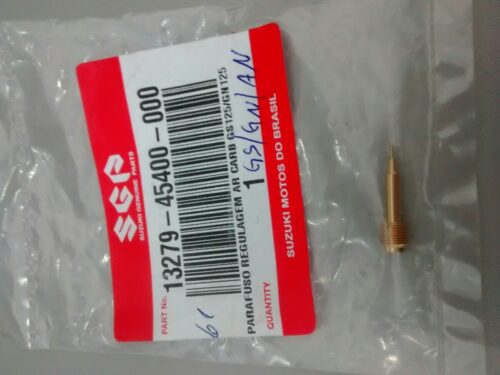 SGP
SUZUKI GENUINE PARTS
PART No. 13279-45400-000
61
PARAFUSO REGULAGEM AR CARB GS125/GN125
QUANTITY 1 GS/GN/AN
SUZUKI MOTOS DO BRASIL